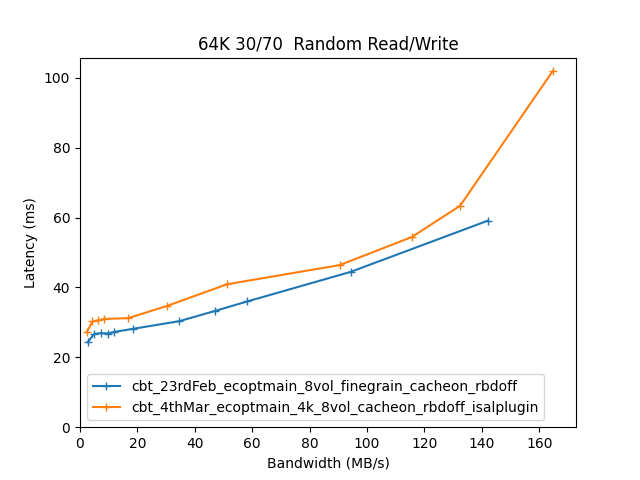 64K 30/70  Random Read/Write
100
80
60
40
20
0
Latency (ms)
cbt_23rdFeb_ecoptmain_8vol_finegrain_cacheon_rbdoff
cbt_4thMar_ecoptmain_4k_8vol_cacheon_rbdoff_isalplugin
0 20 40 60 80 100 120 140 160
Bandwidth (MB/s)